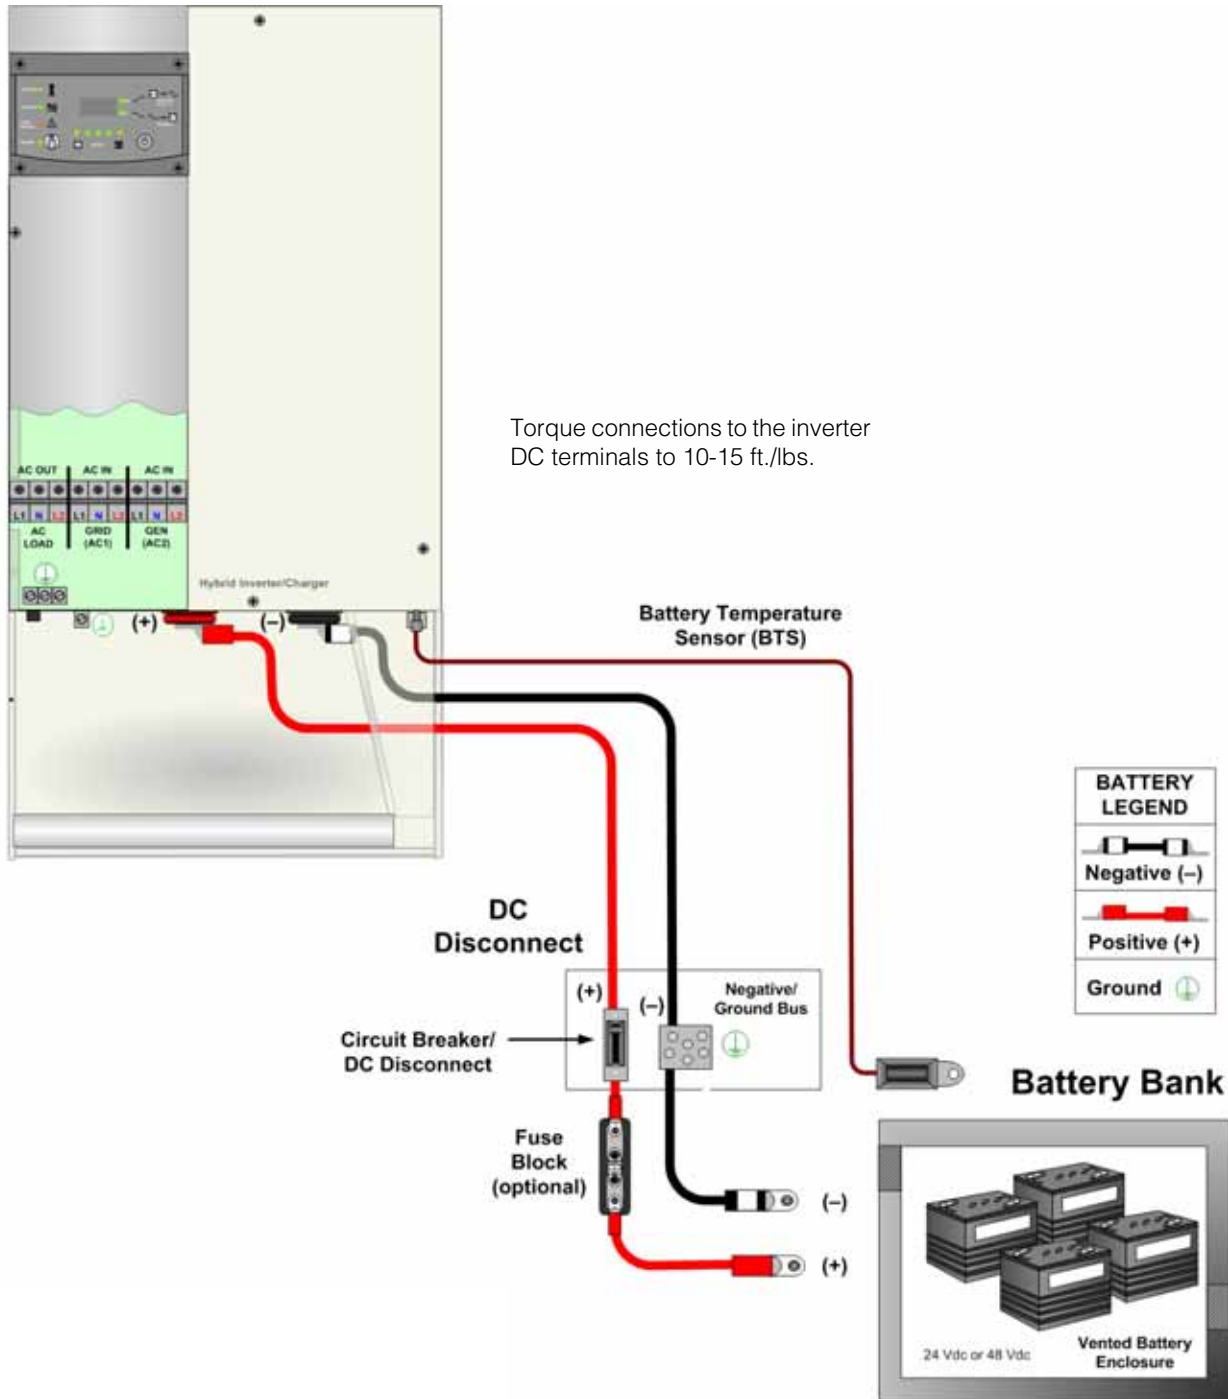 Torque connections to the inverter
DC terminals to 10-15 ft./lbs.
AC OUT
AC IN
AC IN
L1 N L2 L1 N L2 L1 N L2
AC
LOAD
GRID
(AC1)
GEN
(AC2)
Hybrid Inverter/Charger
(+)
(–)
Battery Temperature
Sensor (BTS)
BATTERY
LEGEND
Negative (–)
Positive (+)
Ground
DC
Disconnect
(+)
(–)
Negative/
Ground Bus
Circuit Breaker/
DC Disconnect
Battery Bank
Fuse
Block
(optional)
(–)
(+)
24 Vdc or 48 Vdc
Vented Battery
Enclosure